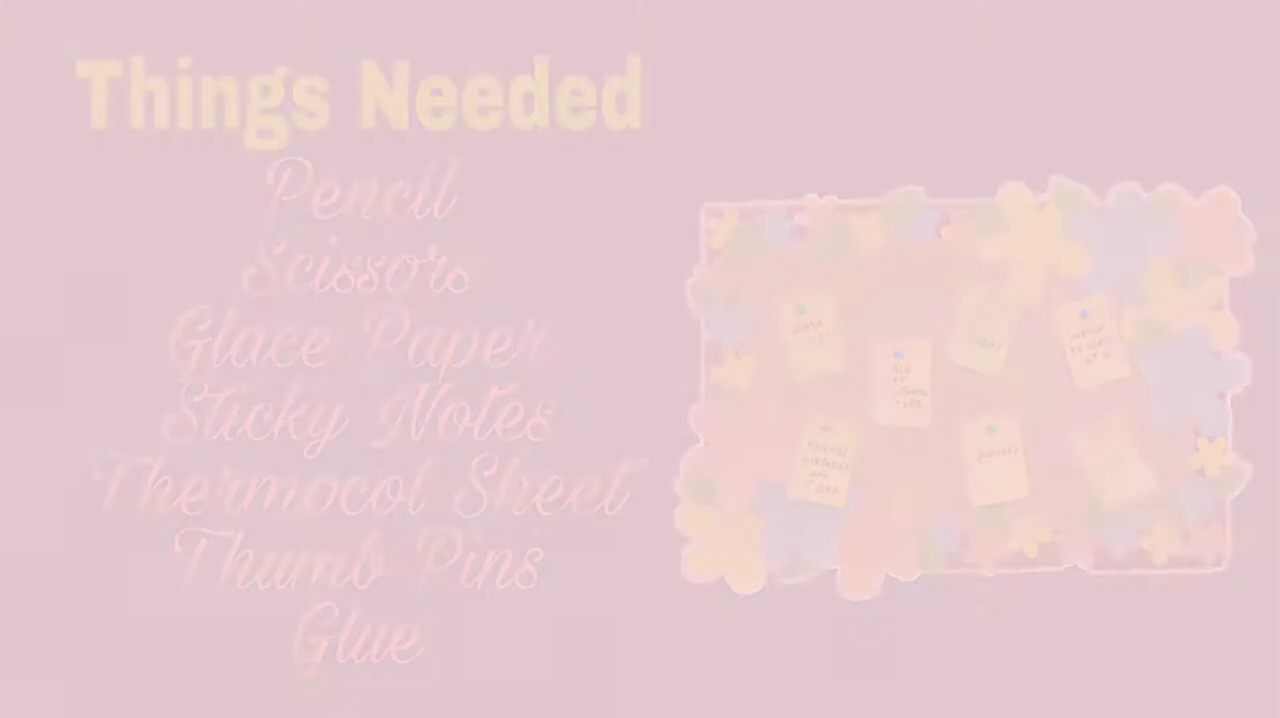 Things Needed
Pencil
Scissors
Glace Paper
Sticky Notes
Thermocol Sheet
Thumb Pins
Glue